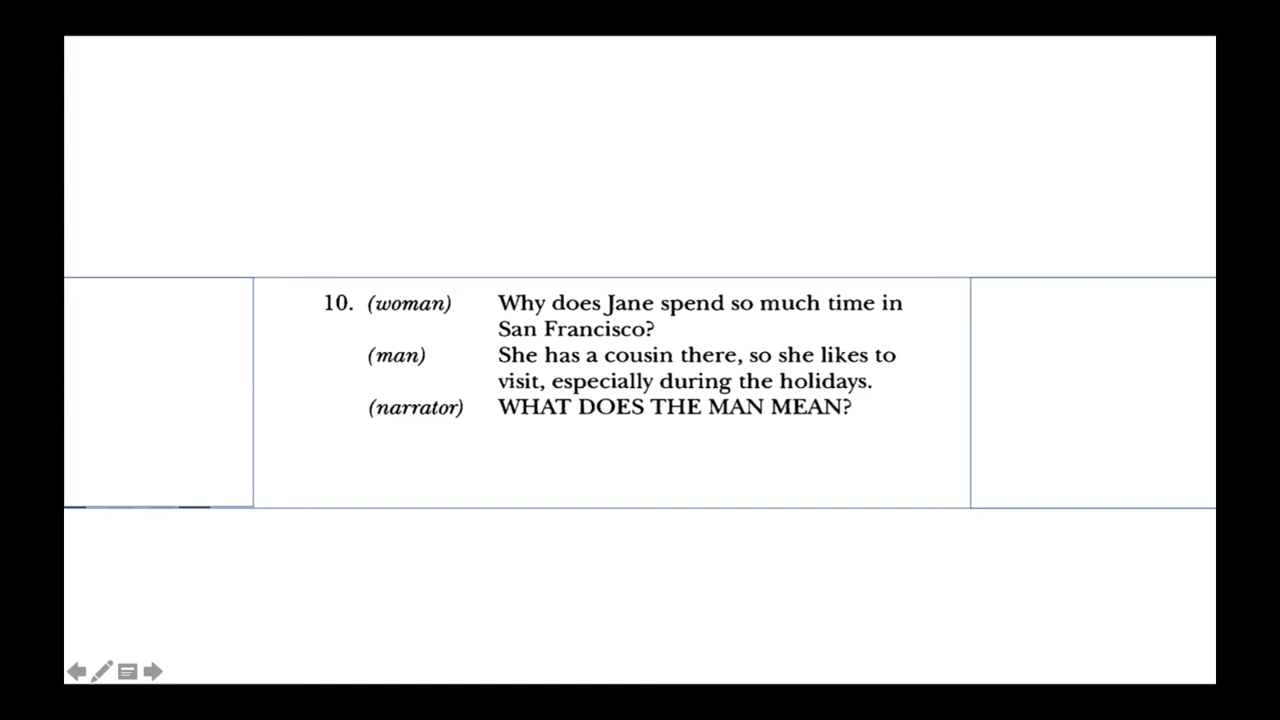 10. (woman) Why does Jane spend so much time in
San Francisco?
(man) She has a cousin there, so she likes to
visit, especially during the holidays.
(narrator) WHAT DOES THE MAN MEAN?